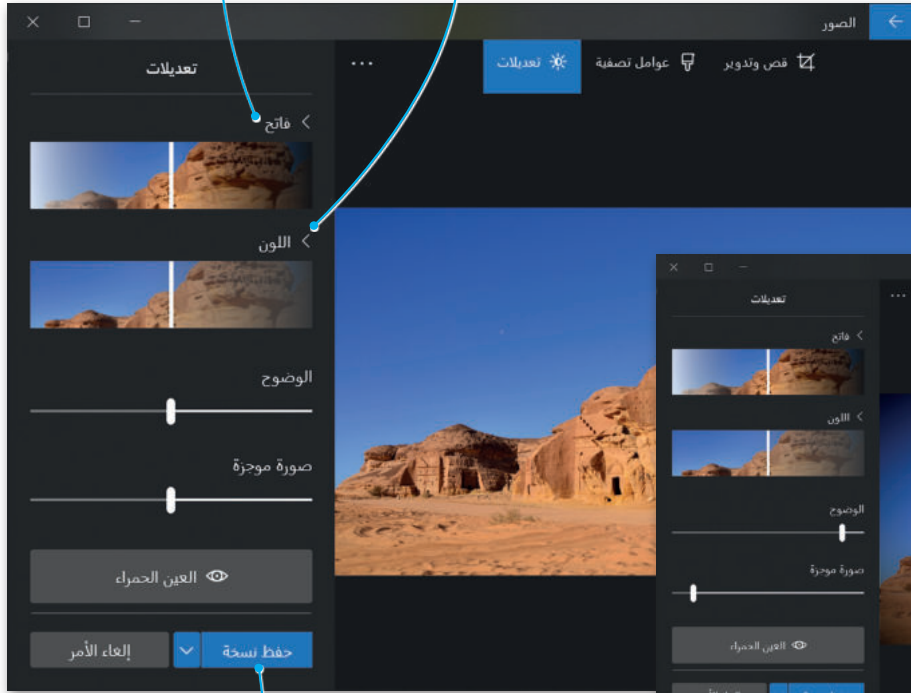 الصور
قص وتدوير
عوامل تصفية
تعديلات
...
تعديلات
فاتح
اللون
الوضوح
صورة موجزة
العين الحمراء
حفظ نسخة
إلغاء الأمر
...
تعديلات
فاتح
اللون
الوضوح
صورة موجزة
العين الحمراء